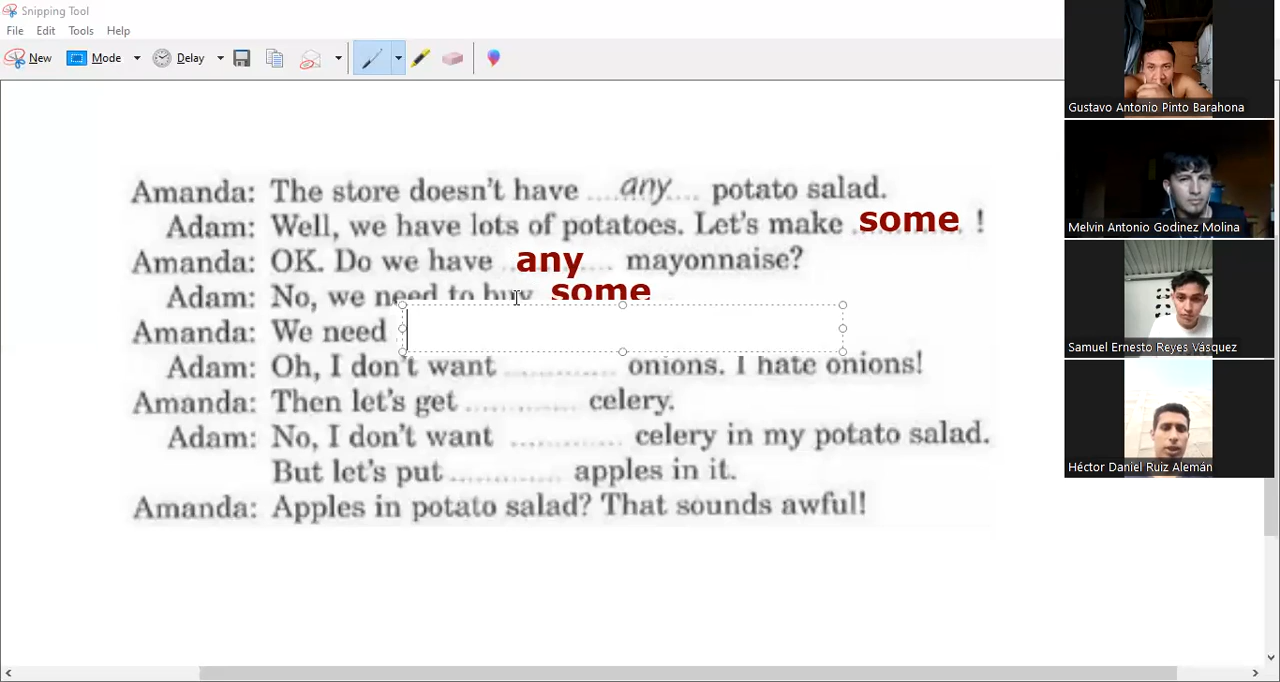 Snipping Tool
File Edit Tools Help
New Mode Delay
Amanda: The store doesn't have ....any.... potato salad.
Adam: Well, we have lots of potatoes. Let's make some !
Amanda: OK. Do we have any mayonnaise?
Adam: No, we need to buy some
Amanda: We need
Adam: Oh, I don't want ............ onions. I hate onions!
Amanda: Then let's get ............ celery.
Adam: No, I don't want ............ celery in my potato salad.
But let's put ............ apples in it.
Amanda: Apples in potato salad? That sounds awful!
Gustavo Antonio Pinto Barahona
Melvin Antonio Godinez Molina
Samuel Ernesto Reyes Vásquez
Héctor Daniel Ruiz Alemán